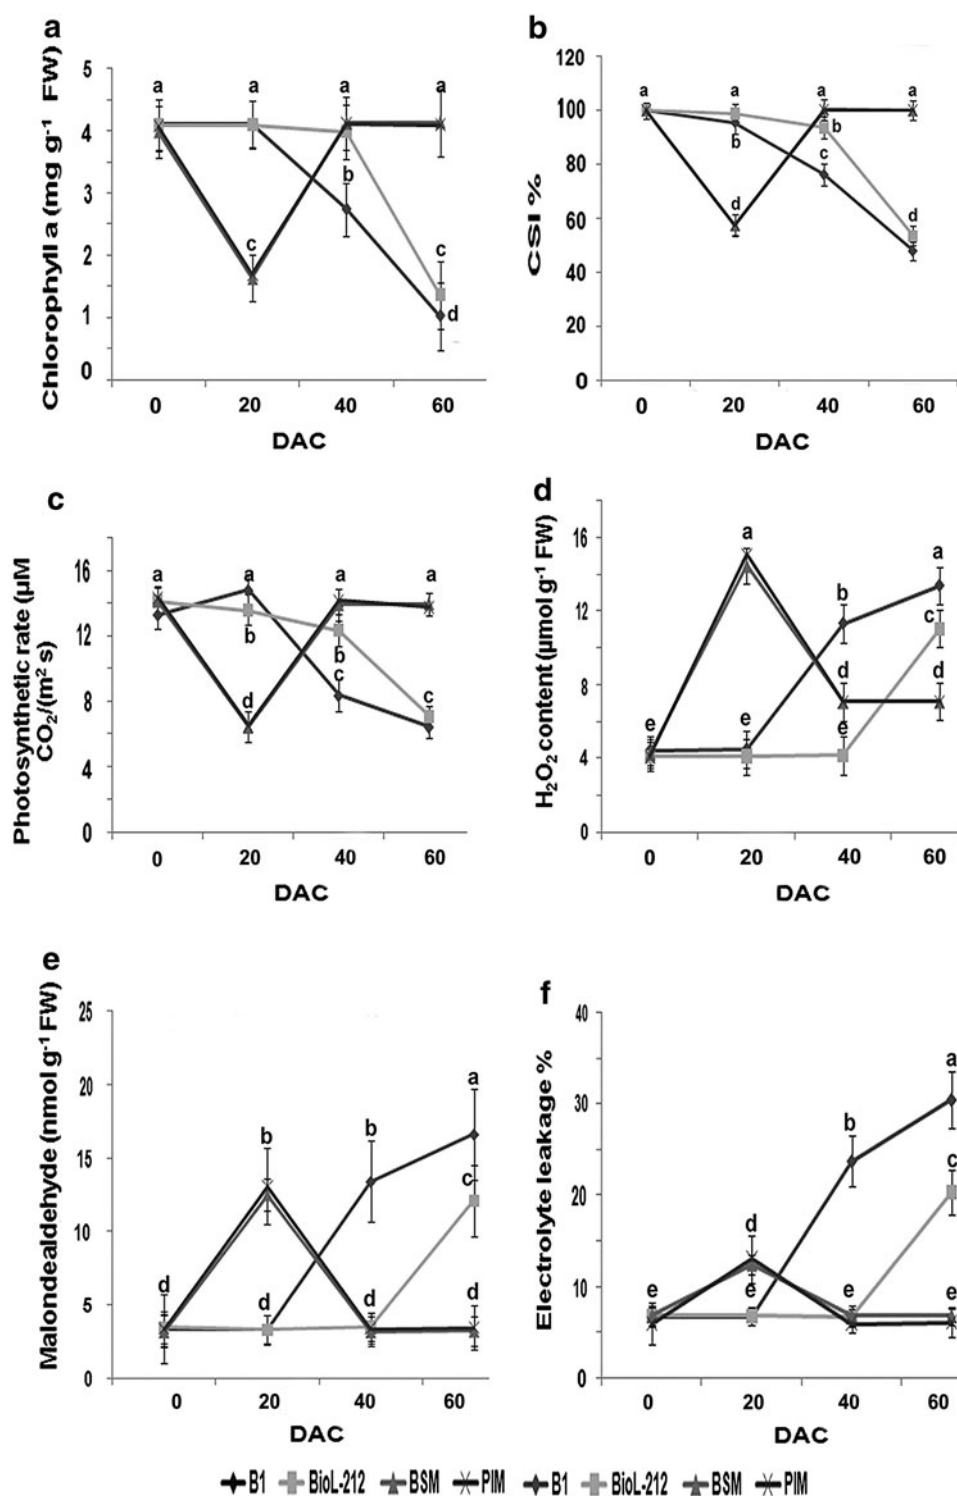 a
Chlorophyll a (mg g⁻¹ FW)
5
4
3
2
1
0
a a a a
b
c c
d
0 20 40 60
DAC
b
CSI %
120
100
80
60
40
20
0
a a a a
b b
c
d d
0 20 40 60
DAC
c
Photosynthetic rate (µM
CO₂/(m² s)
16
12
8
4
0
a a a a
b b
c c
d
0 20 40 60
DAC
d
H₂O₂ content (µmol g⁻¹ FW)
16
12
8
4
0
a a
b
c
d d
e e e
0 20 40 60
DAC
e
Malondealdehyde (nmol g⁻¹ FW)
25
20
15
10
5
0
a
b b
c
d d d d
0 20 40 60
DAC
f
Electrolyte leakage %
40
30
20
10
0
a
b
c
d
e e e e
0 20 40 60
DAC
B1 BioL-212 BSM PIM B1 BioL-212 BSM PIM